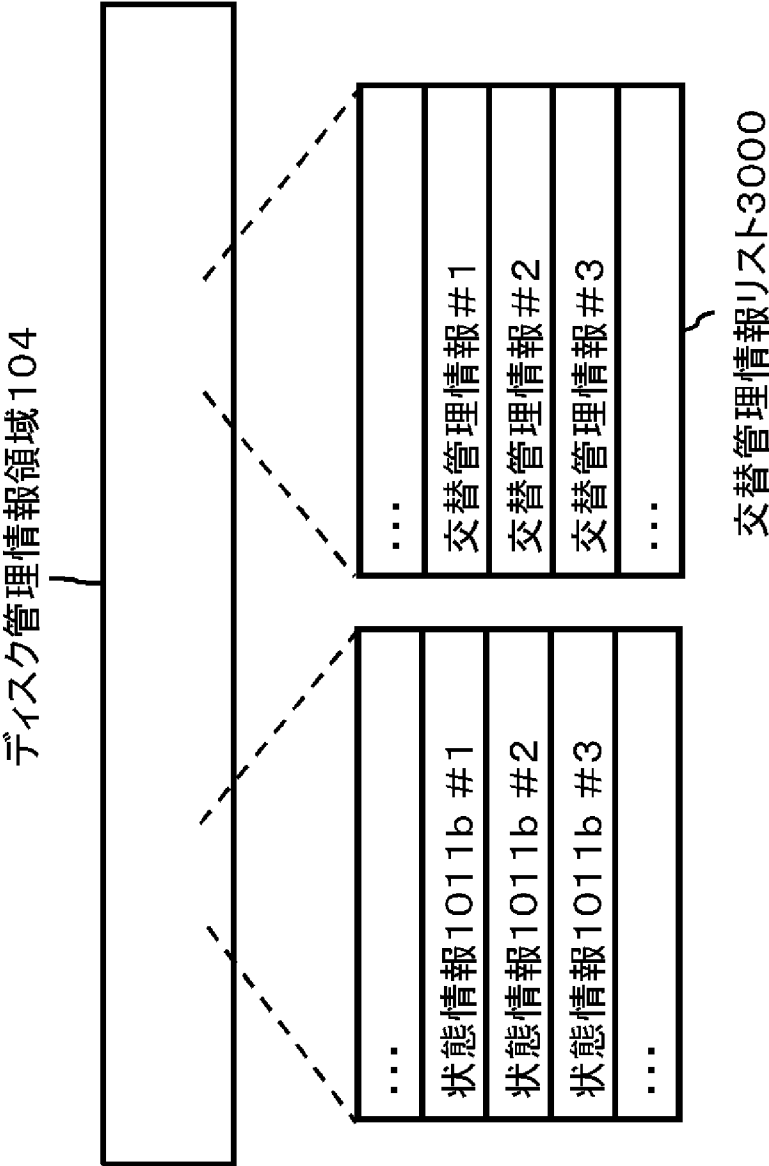 ディスク管理情報領域104
...
状態情報1011b #1
状態情報1011b #2
状態情報1011b #3
...
...
交替管理情報#1
交替管理情報#2
交替管理情報#3
...
交替管理情報リスト3000